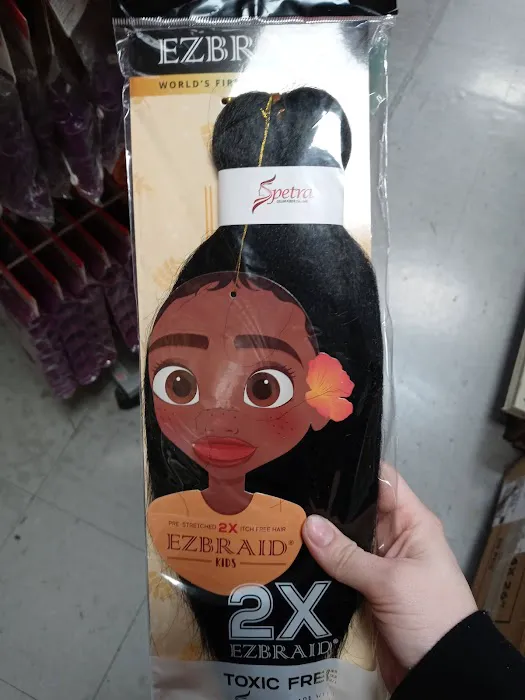 EZBR
WORLD'S FIR
Spetra
PRE STRETCHED 2X ITCH FREE HAIR
EZBRAID®
KIDS
2X
EZBRAID®
TOXIC FREE